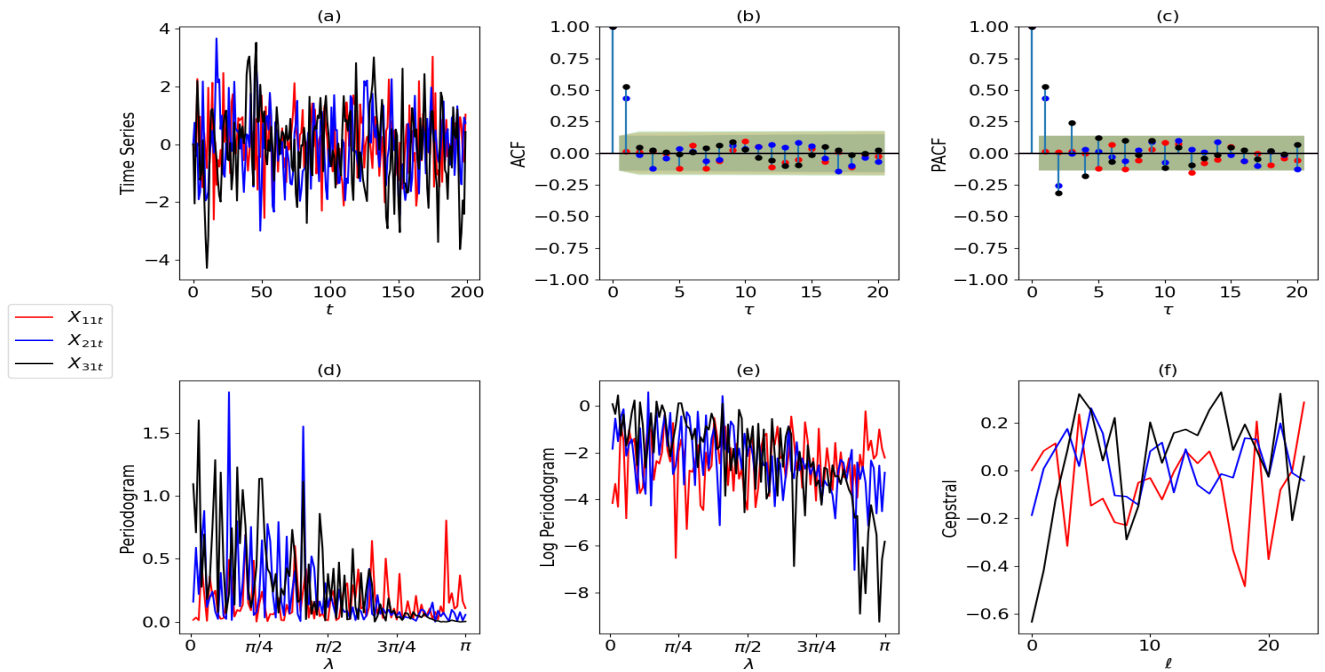 (a)
(b)
(c)
Time Series
4
2
0
−2
−4
0
50
100
150
200
t
ACF
1.00
0.75
0.50
0.25
0.00
−0.25
−0.50
−0.75
−1.00
0
5
10
15
20
τ
PACF
1.00
0.75
0.50
0.25
0.00
−0.25
−0.50
−0.75
−1.00
0
5
10
15
20
τ
X₁₁ₜ
X₂₁ₜ
X₃₁ₜ
(d)
(e)
(f)
Periodogram
1.5
1.0
0.5
0.0
0
π/4
π/2
3π/4
π
λ
Log Periodogram
0
−2
−4
−6
−8
0
π/4
π/2
3π/4
π
λ
Cepstral
0.2
0.0
−0.2
−0.4
−0.6
0
10
20
ℓ